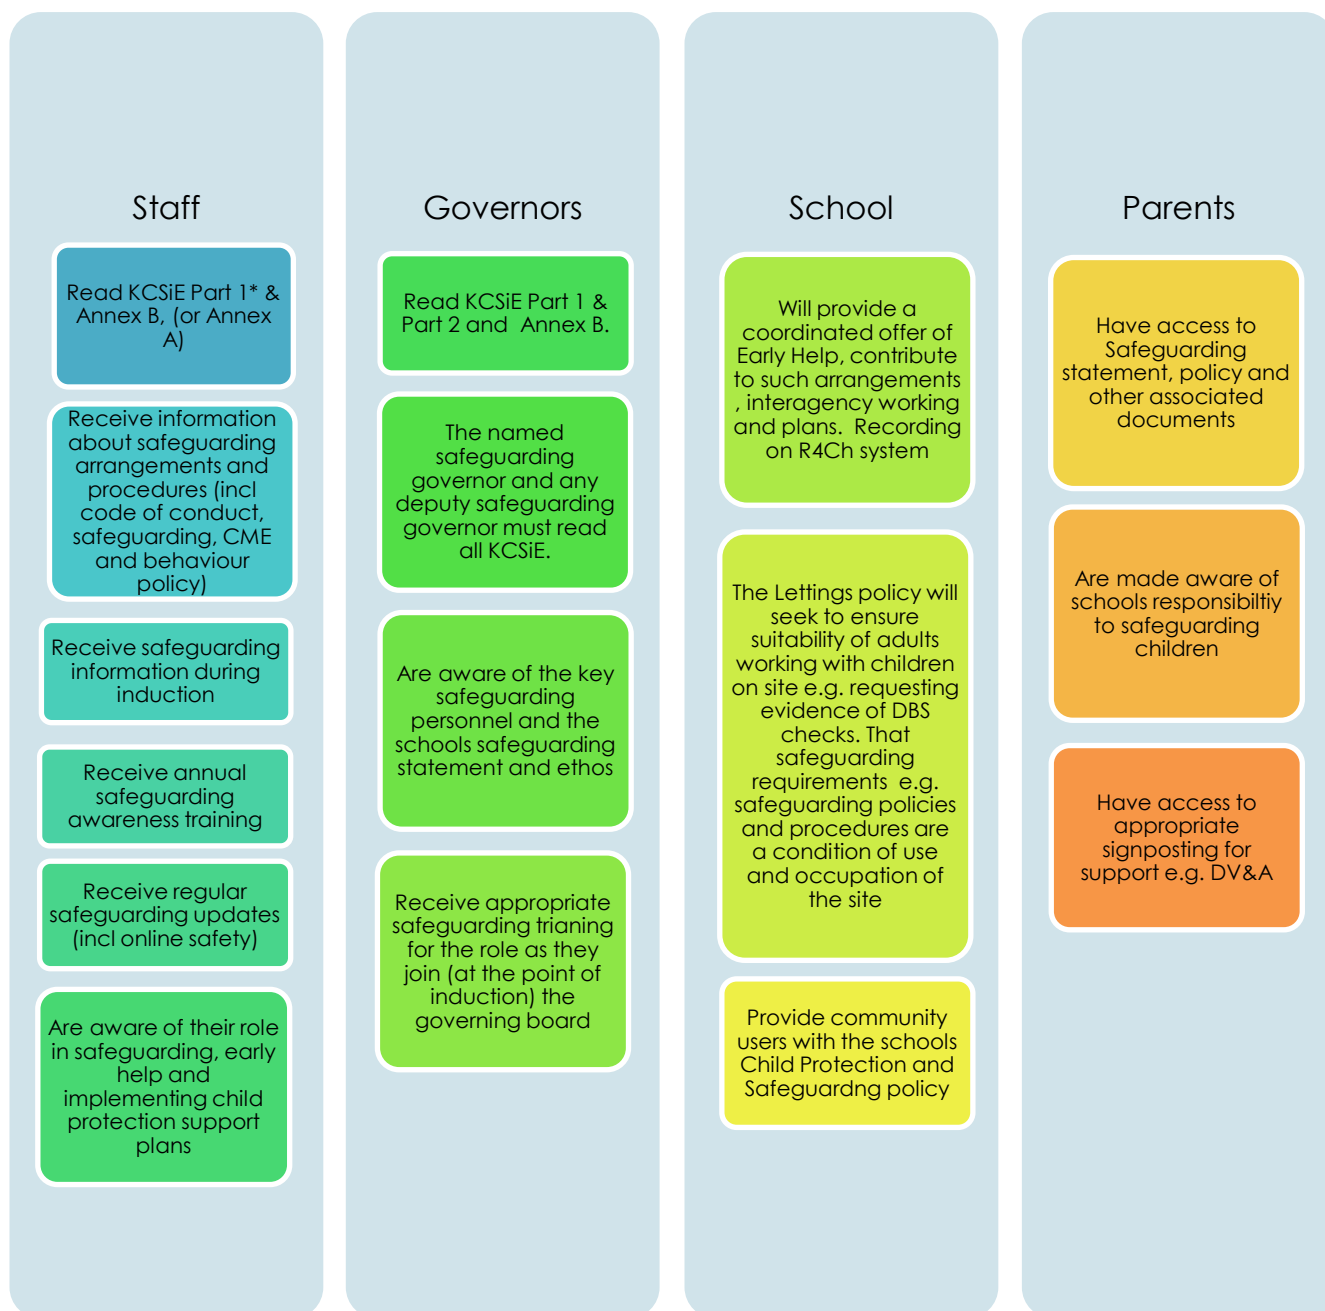 Staff
Read KCSiE Part 1* &
Annex B, (or Annex
A)
Receive information
about safeguarding
arrangements and
procedures (incl
code of conduct,
safeguarding, CME
and behaviour
policy)
Receive safeguarding
information during
induction
Receive annual
safeguarding
awareness training
Receive regular
safeguarding updates
(incl online safety)
Are aware of their role
in safeguarding, early
help and
implementing child
protection support
plans
Governors
Read KCSiE Part 1 &
Part 2 and  Annex B.
The named
safeguarding
governor and any
deputy safeguarding
governor must read
all KCSiE.
Are aware of the key
safeguarding
personnel and the
schools safeguarding
statement and ethos
Receive appropriate
safeguarding trianing
for the role as they
join (at the point of
induction) the
governing board
School
Will provide a
coordinated offer of
Early Help, contribute
to such arrangements
, interagency working
and plans.  Recording
on R4Ch system
The Lettings policy will
seek to ensure
suitability of adults
working with children
on site e.g. requesting
evidence of DBS
checks. That
safeguarding
requirements  e.g.
safeguarding policies
and procedures are
a condition of use
and occupation of
the site
Provide community
users with the schools
Child Protection and
Safeguardng policy
Parents
Have access to
Safeguarding
statement, policy and
other associated
documents
Are made aware of
schools responsibiltiy
to safeguarding
children
Have access to
appropriate
signposting for
support e.g. DV&A